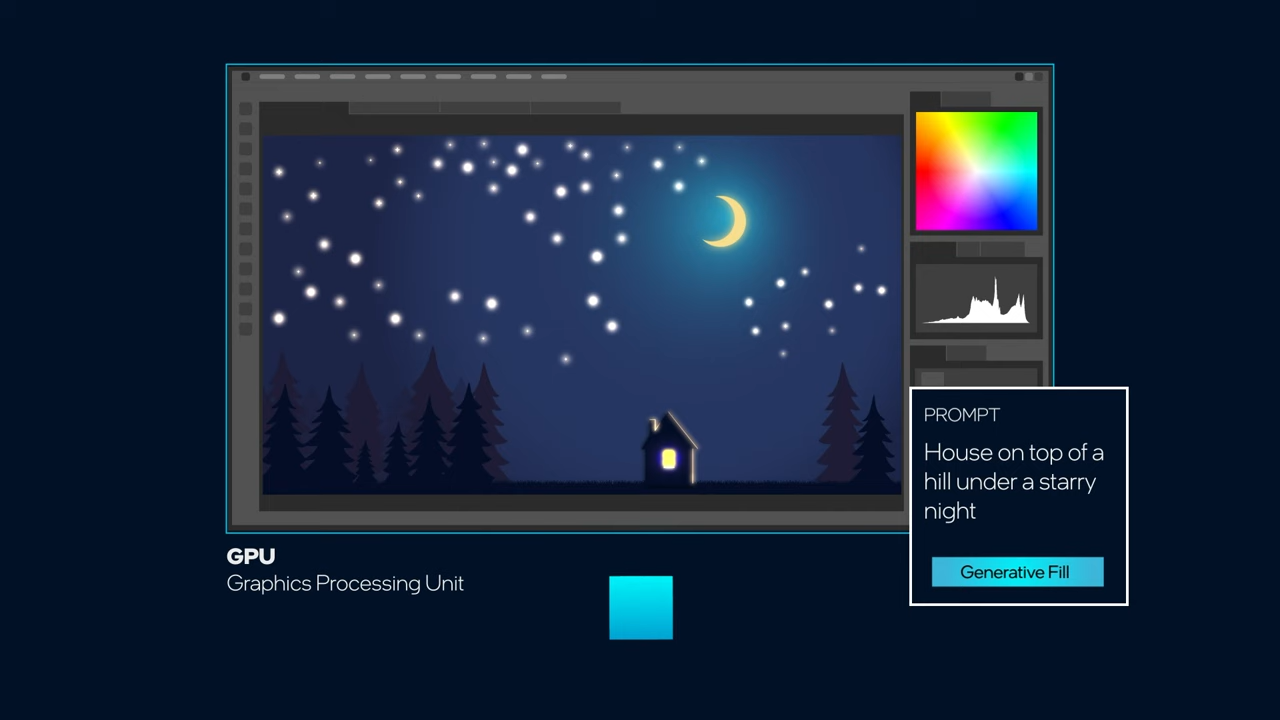 PROMPT
House on top of a
hill under a starry
night
Generative Fill
GPU
Graphics Processing Unit